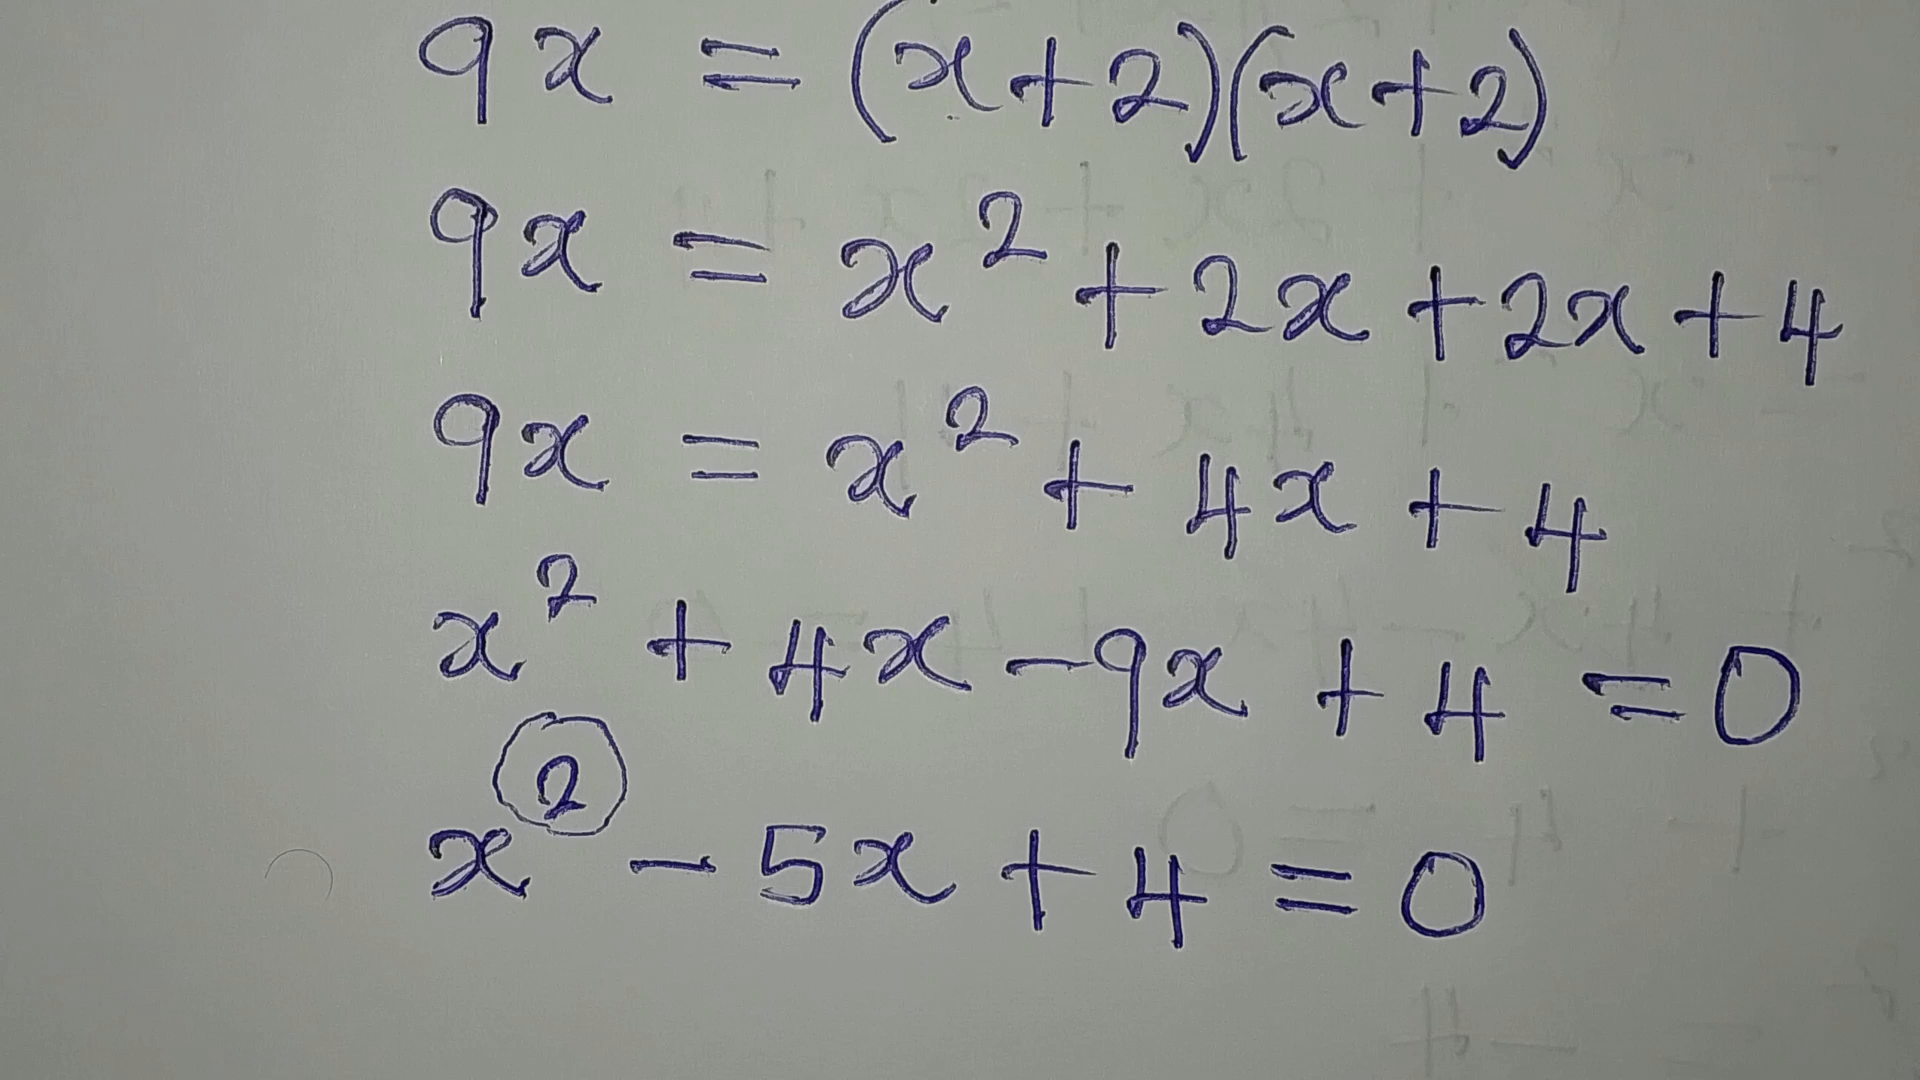 9x = (x+2)(x+2)
9x = x² + 2x + 2x + 4
9x = x² + 4x + 4
x² + 4x - 9x + 4 = 0
x² - 5x + 4 = 0